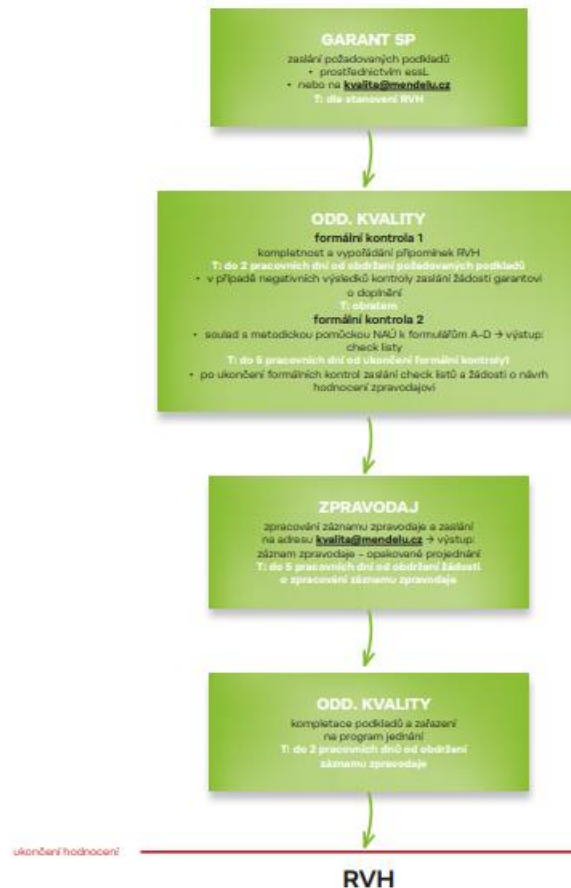 GARANT SP
zaslání požadovaných podkladů
• prostřednictvím essL
• nebo na kvalita@mendelu.cz
T: dle stanovení RVH
ODD. KVALITY
formální kontrola 1
kompletnost a vypořádání připomínek RVH
T: do 2 pracovních dní od obdržení požadovaných podkladů
• v případě negativních výsledků kontroly zaslání žádosti garantovi
o doplnění
T: obratem
formální kontrola 2
• soulad s metodickou pomůckou NAÚ k formulářům A–D → výstup:
check listy
T: do 5 pracovních dní od ukončení formální kontroly1
• po ukončení formálních kontrol zaslání check listů a žádosti o návrh
hodnocení zpravodajovi
ZPRAVODAJ
zpracování záznamu zpravodaje a zaslání
na adresu kvalita@mendelu.cz → výstup:
záznam zpravodaje – opakované projednání
T: do 5 pracovních dní od obdržení žádosti
o zpracování záznamu zpravodaje
ODD. KVALITY
kompletace podkladů a zařazení
na program jednání
T: do 2 pracovních dnů od obdržení
záznamu zpravodaje
ukončení hodnocení
RVH